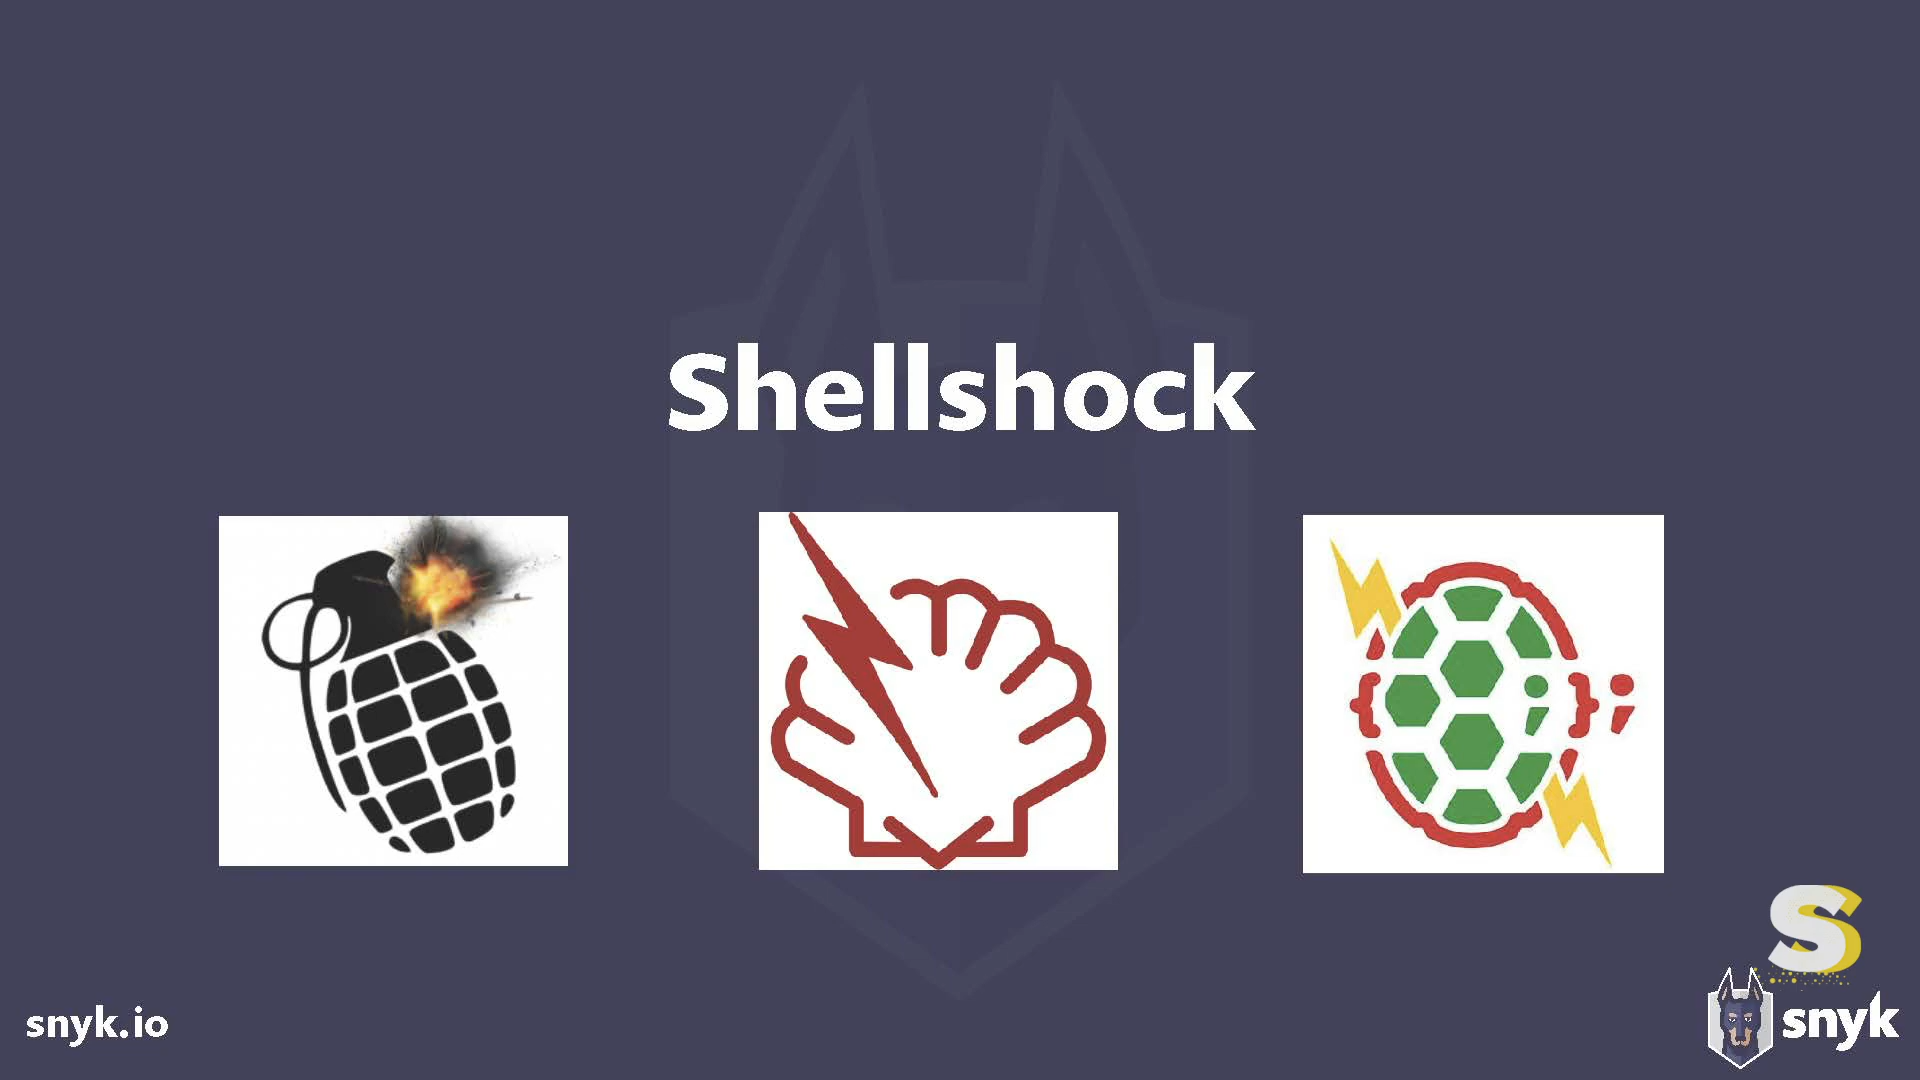 Shellshock
{ ; } ;
S
snyk.io
snyk